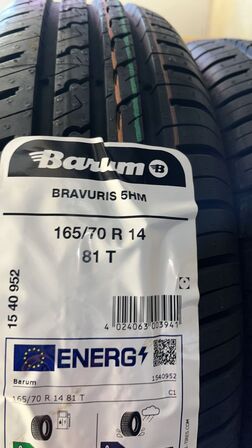 Barum B
BRAVURIS 5HM
165/70 R 14
81 T
15 40 952
4 024063 003941
ENERG
Barum
1540952
165/70 R 14 81 T
C1